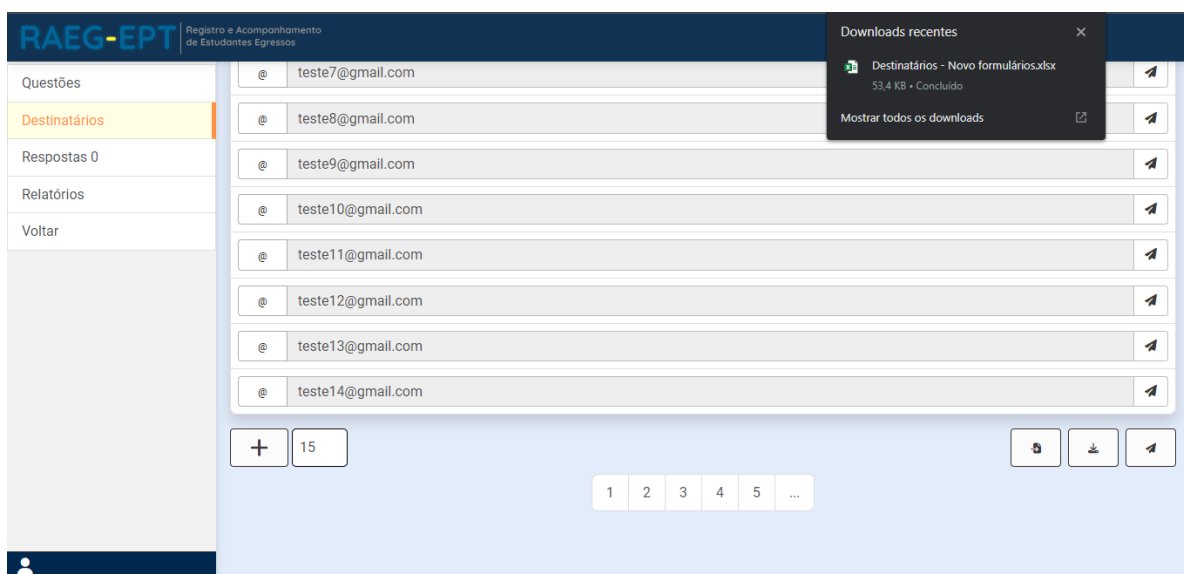 RAEG-EPT
Registro e Acompanhamento
de Estudantes Egressos
Downloads recentes
Destinatários - Novo formulários.xlsx
53,4 KB • Concluído
Mostrar todos os downloads
Questões
Destinatários
Respostas 0
Relatórios
Voltar
@ teste7@gmail.com
@ teste8@gmail.com
@ teste9@gmail.com
@ teste10@gmail.com
@ teste11@gmail.com
@ teste12@gmail.com
@ teste13@gmail.com
@ teste14@gmail.com
15
1 2 3 4 5 ...